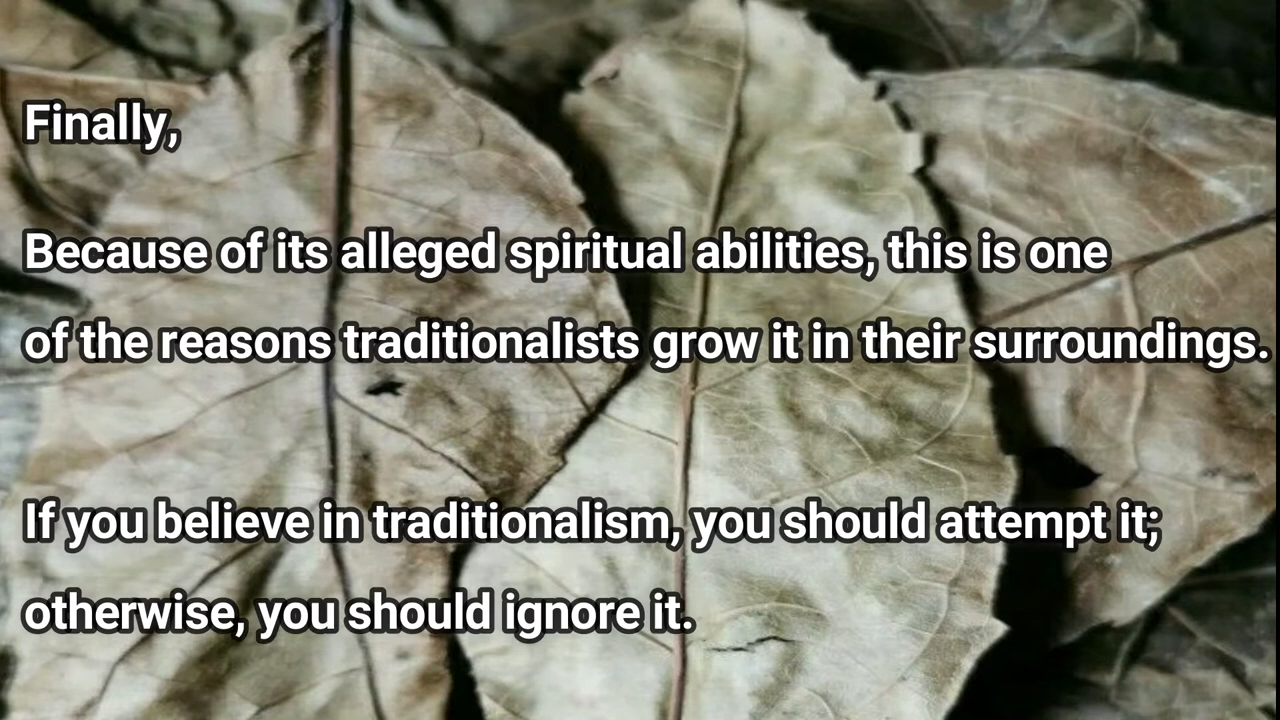 Finally,
Because of its alleged spiritual abilities, this is one
of the reasons traditionalists grow it in their surroundings.
If you believe in traditionalism, you should attempt it;
otherwise, you should ignore it.